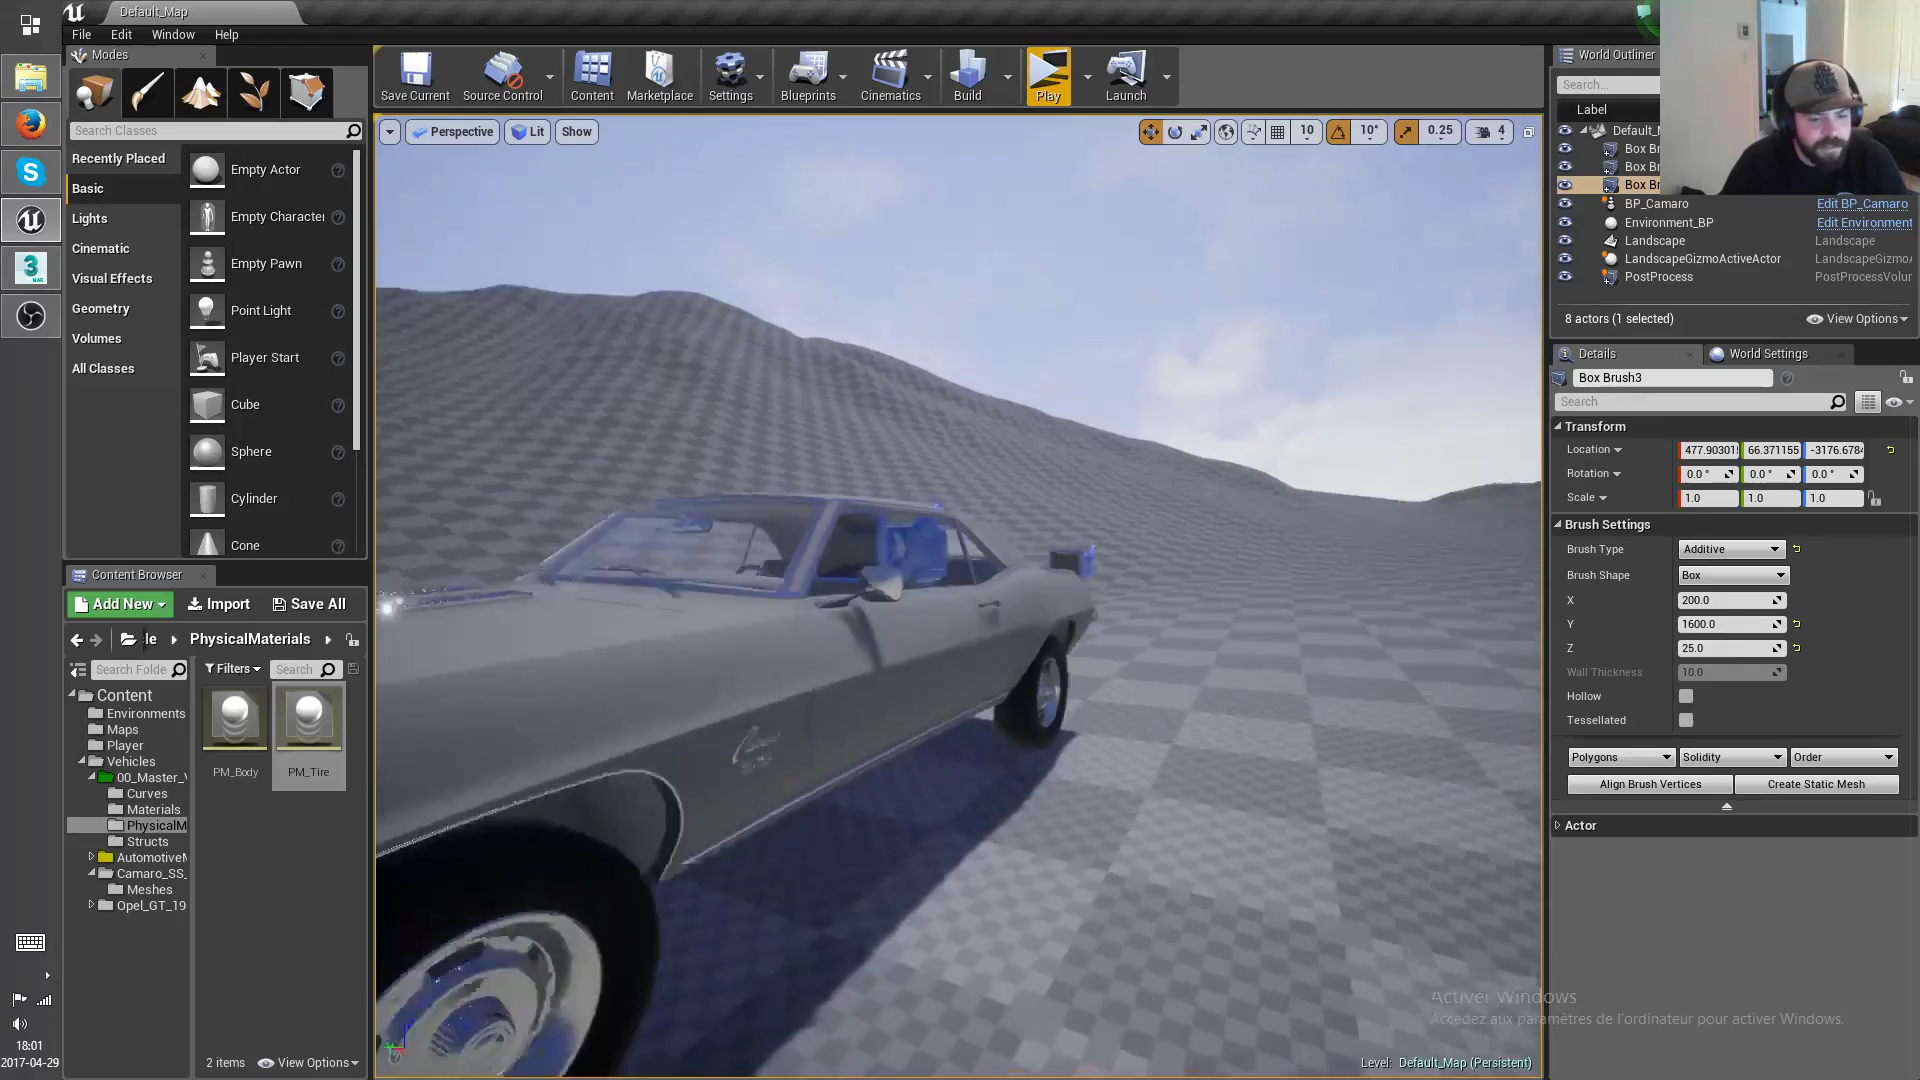 Default_Map
File Edit Window Help
Modes
Search Classes
Recently Placed
Basic
Lights
Cinematic
Visual Effects
Geometry
Volumes
All Classes
Empty Actor
Empty Character
Empty Pawn
Point Light
Player Start
Cube
Sphere
Cylinder
Cone
Save Current
Source Control
Content
Marketplace
Settings
Blueprints
Cinematics
Build
Play
Launch
Perspective
Lit
Show
10
10°
0.25
4
World Outliner
Search...
Label
Default_M
Box Br
Box Br
Box Br
BP_Camaro Edit BP_Camaro
Environment_BP Edit Environment
Landscape Landscape
LandscapeGizmoActiveActor LandscapeGizmoA
PostProcess PostProcessVolur
8 actors (1 selected) View Options
Details World Settings
Box Brush3
Search
Transform
Location 477.90301 66.371155 -3176.678
Rotation 0.0° 0.0° 0.0°
Scale 1.0 1.0 1.0
Brush Settings
Brush Type Additive
Brush Shape Box
X 200.0
Y 1600.0
Z 25.0
Wall Thickness 10.0
Hollow
Tessellated
Polygons Solidity Order
Align Brush Vertices Create Static Mesh
Actor
Content Browser
Add New Import Save All
le PhysicalMaterials
Search Folde Filters Search
Content
Environments
Maps
Player
Vehicles
00_Master_V
Curves
Materials
PhysicalM
Structs
AutomotiveM
Camaro_SS_
Meshes
Opel_GT_19
PM_Body
PM_Tire
2 items View Options
Activer Windows
Accédez aux paramètres de l'ordinateur pour activer Windows.
Level: Default_Map (Persistent)
18:01
2017-04-29